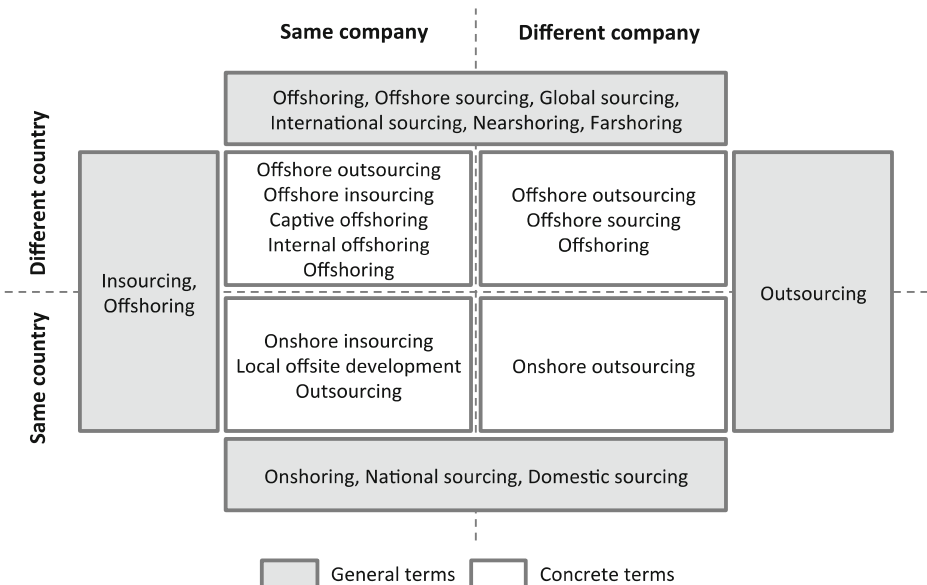 Same company
Different company
Different country
Offshoring, Offshore sourcing, Global sourcing,
International sourcing, Nearshoring, Farshoring
Insourcing,
Offshoring
Offshore outsourcing
Offshore insourcing
Captive offshoring
Internal offshoring
Offshoring
Offshore outsourcing
Offshore sourcing
Offshoring
Outsourcing
Same country
Onshore insourcing
Local offsite development
Outsourcing
Onshore outsourcing
Onshoring, National sourcing, Domestic sourcing
General terms
Concrete terms